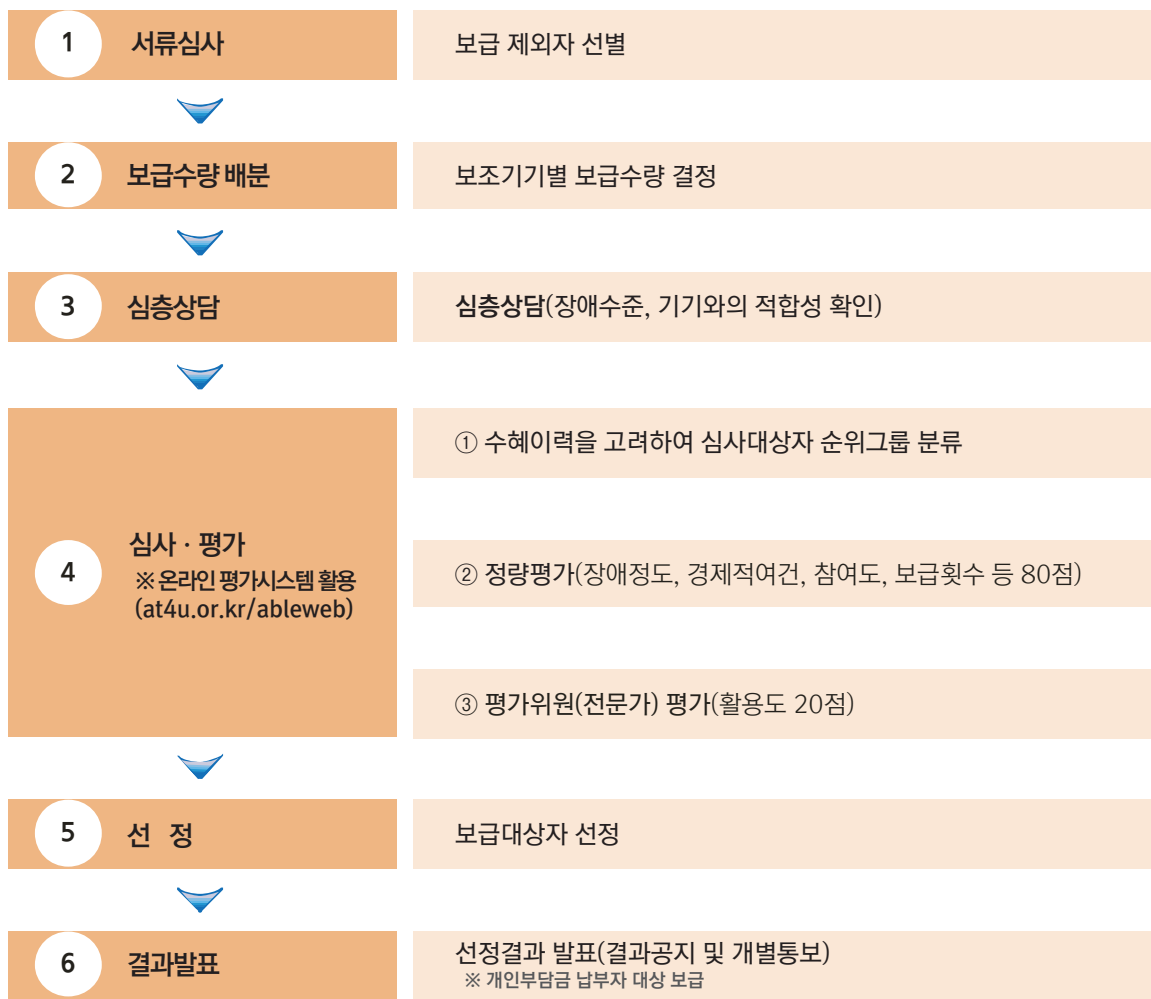 1 서류심사
보급 제외자 선별
2 보급수량 배분
보조기기별 보급수량 결정
3 심층상담
심층상담(장애수준, 기기와의 적합성 확인)
4 심사 · 평가
※ 온라인 평가시스템 활용
(at4u.or.kr/ableweb)
① 수혜이력을 고려하여 심사대상자 순위그룹 분류
② 정량평가(장애정도, 경제적여건, 참여도, 보급횟수 등 80점)
③ 평가위원(전문가) 평가(활용도 20점)
5 선 정
보급대상자 선정
6 결과발표
선정결과 발표(결과공지 및 개별통보)
※ 개인부담금 납부자 대상 보급